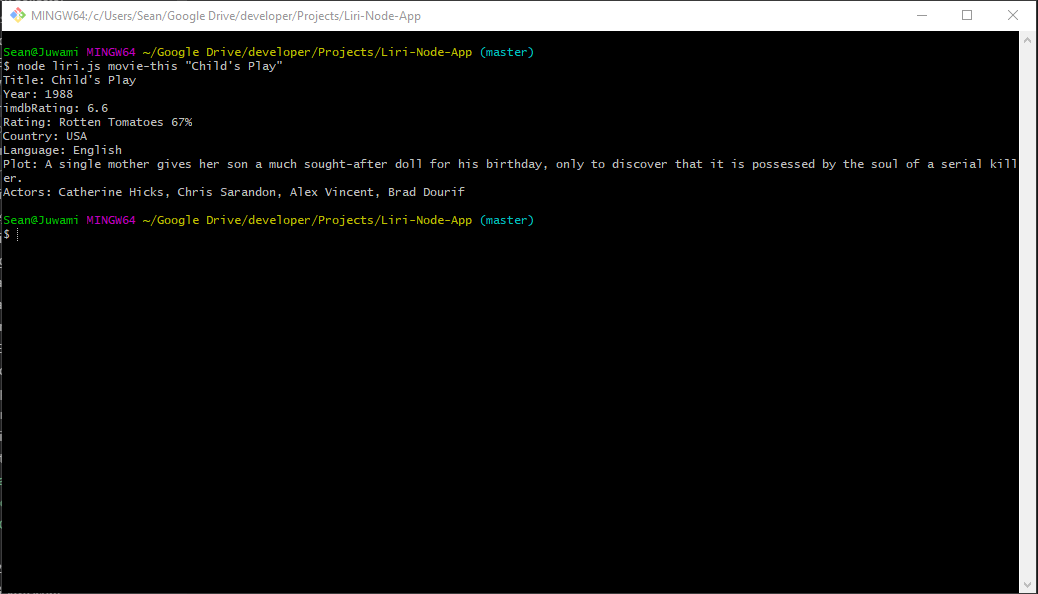 MINGW64:/c/Users/Sean/Google Drive/developer/Projects/Liri-Node-App
Sean@Juwami MINGW64 ~/Google Drive/developer/Projects/Liri-Node-App (master)
$ node liri.js movie-this "Child's Play"
Title: Child's Play
Year: 1988
imdbRating: 6.6
Rating: Rotten Tomatoes 67%
Country: USA
Language: English
Plot: A single mother gives her son a much sought-after doll for his birthday, only to discover that it is possessed by the soul of a serial kill
er.
Actors: Catherine Hicks, Chris Sarandon, Alex Vincent, Brad Dourif
Sean@Juwami MINGW64 ~/Google Drive/developer/Projects/Liri-Node-App (master)
$